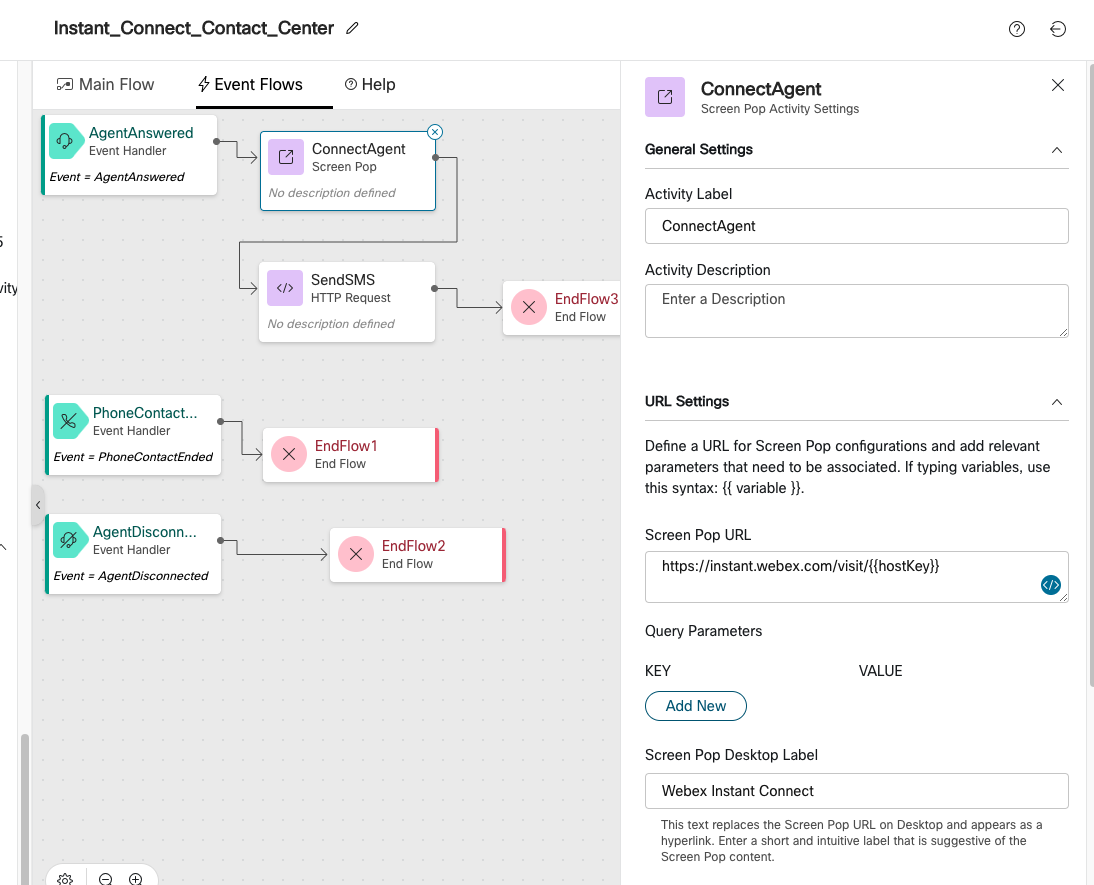 Instant_Connect_Contact_Center
Main Flow
Event Flows
Help
AgentAnswered
Event Handler
Event = AgentAnswered
ConnectAgent
Screen Pop
No description defined
5
vity
SendSMS
HTTP Request
No description defined
EndFlow3
End Flow
PhoneContact...
Event Handler
Event = PhoneContactEnded
EndFlow1
End Flow
AgentDisconn...
Event Handler
Event = AgentDisconnected
EndFlow2
End Flow
ConnectAgent
Screen Pop Activity Settings
General Settings
Activity Label
ConnectAgent
Activity Description
Enter a Description
URL Settings
Define a URL for Screen Pop configurations and add relevant
parameters that need to be associated. If typing variables, use
this syntax: {{ variable }}.
Screen Pop URL
https://instant.webex.com/visit/{{hostKey}}
Query Parameters
KEY VALUE
Add New
Screen Pop Desktop Label
Webex Instant Connect
This text replaces the Screen Pop URL on Desktop and appears as a
hyperlink. Enter a short and intuitive label that is suggestive of the
Screen Pop content.